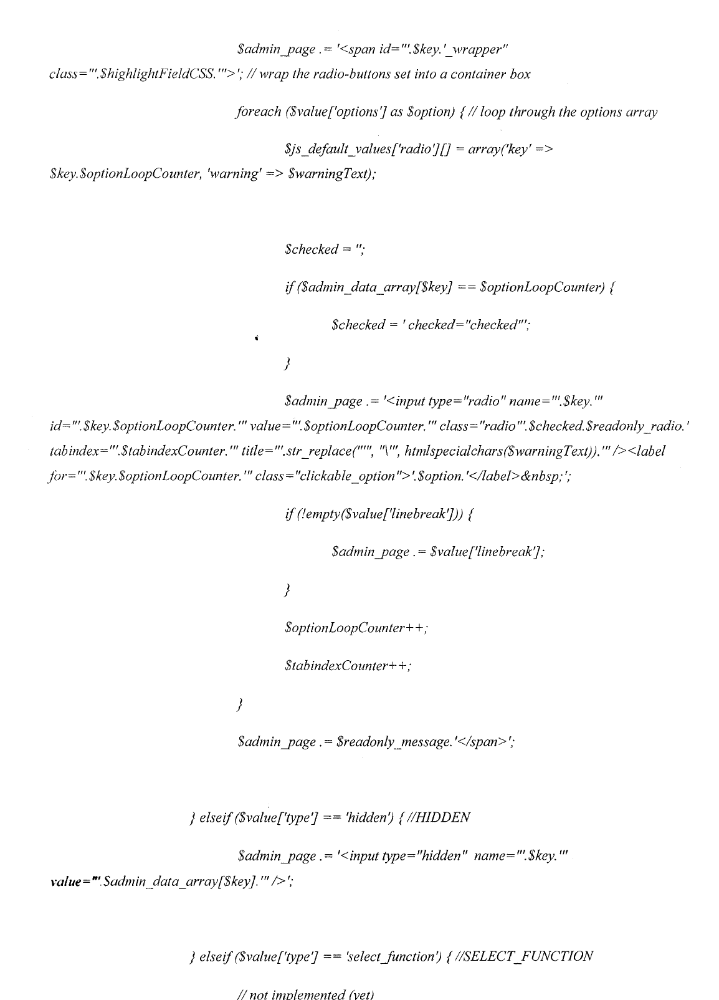 $admin_page .= '<span id="'.$key.'_wrapper"
class="'.$highlightFieldCSS.'">'; // wrap the radio-buttons set into a container box
foreach ($value['options'] as $option) { // loop through the options array
$js_default_values['radio'][] = array('key' =>
$key.$optionLoopCounter, 'warning' => $warningText);
$checked = '';
if ($admin_data_array[$key] == $optionLoopCounter) {
$checked = ' checked="checked"';
}
$admin_page .= '<input type="radio" name="'.$key.'"
id="'.$key.$optionLoopCounter.'" value="'.$optionLoopCounter.'" class="radio"'.$checked.$readonly_radio.'
tabindex="'.$tabindexCounter.'" title="'.str_replace("'", "\'", htmlspecialchars($warningText)).'" /><label
for="'.$key.$optionLoopCounter.'" class="clickable_option">'.$option.'</label>&nbsp;';
if (!empty($value['linebreak'])) {
$admin_page .= $value['linebreak'];
}
$optionLoopCounter++;
$tabindexCounter++;
}
$admin_page .= $readonly_message.'</span>';
} elseif ($value['type'] == 'hidden') { //HIDDEN
$admin_page .= '<input type="hidden"  name="'.$key.'"
value="'.$admin_data_array[$key].'" />';
} elseif ($value['type'] == 'select_function') { //SELECT_FUNCTION
// not implemented (yet)